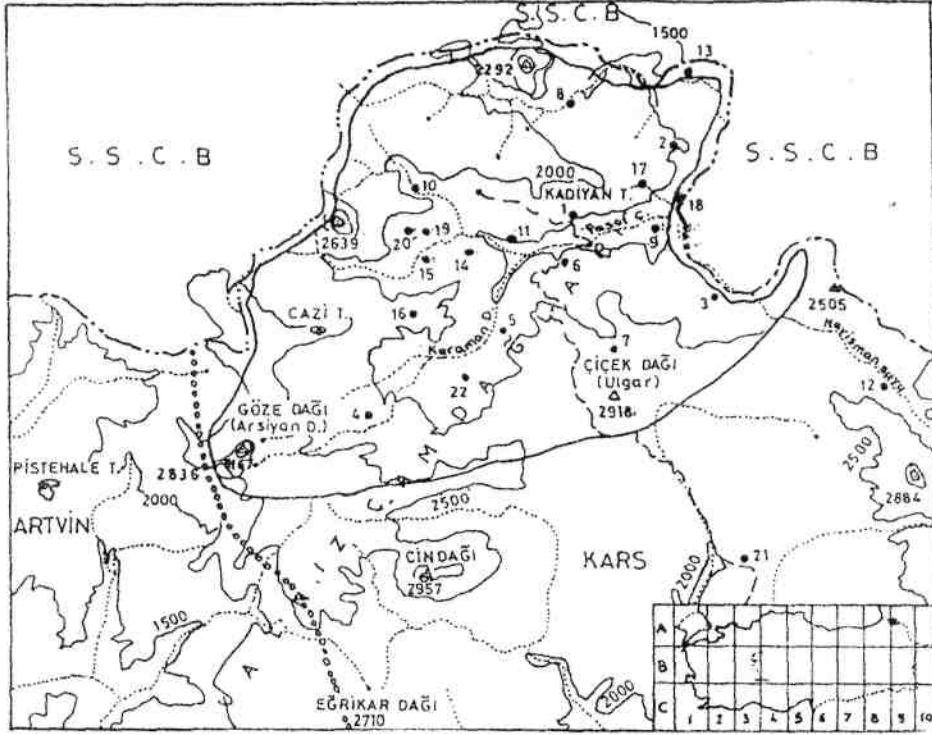 S.S.C.B
1500
13
2292
8
S.S.C.B
S.S.C.B
2
2000
17
10
KADIYAN T.
1
18
Posof Ç.
9
2639
20
19
11
15
14
6
3
2505
CAZİ T.
16
5
Karaman D.
7
ÇİÇEK DAĞI
(Ulgar)
2918
22
12
GÖZE DAĞI
(Arsiyan D.)
4
2836
PİSTEHALE T.
2000
ARTVİN
2500
2500
2884
CİNDAĞI
2957
KARS
21
2000
1500
YALNIZÇAM DAĞ
EĞRİKAR DAĞI
2710
2000
A
B
C
1 2 3 4 5 6 7 8 9 10